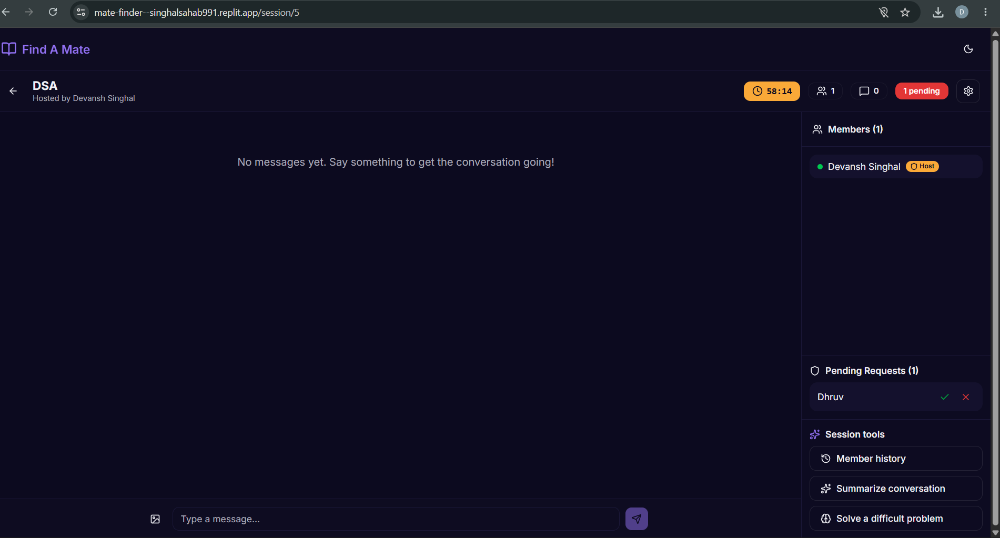 mate-finder--singhalsahab991.replit.app/session/5
D
Find A Mate
DSA
Hosted by Devansh Singhal
58:14
1
0
1 pending
Members (1)
No messages yet. Say something to get the conversation going!
Devansh Singhal
Host
Pending Requests (1)
Dhruv
Session tools
Member history
Summarize conversation
Type a message...
Solve a difficult problem